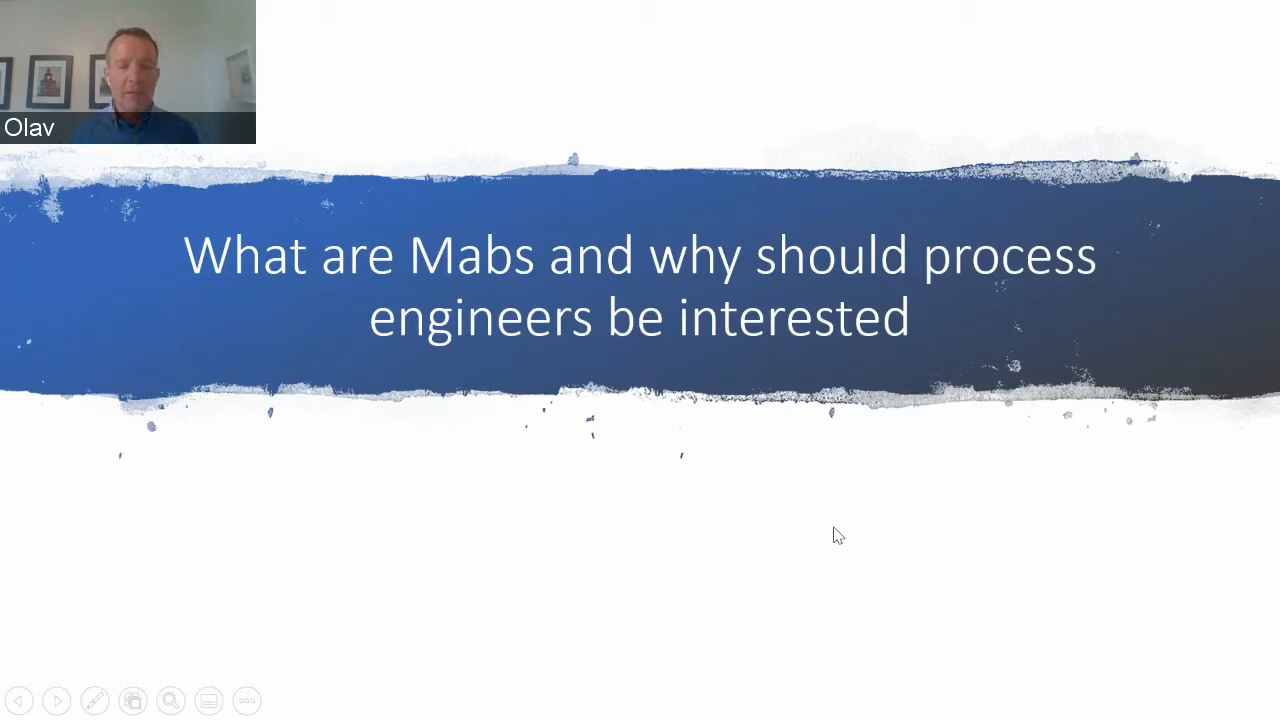 Olav
What are Mabs and why should process
engineers be interested